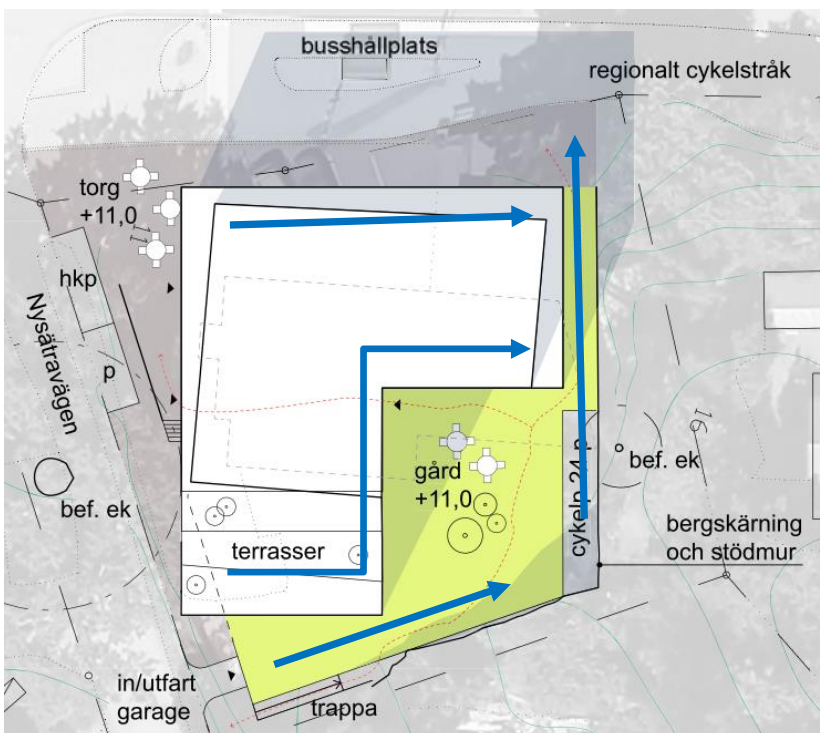 busshållplats
regionalt cykelstråk
torg
+11,0
hkp
Nysätravägen
p
gård
+11,0
cykelp 24 p
16
bef. ek
bef. ek
terrasser
bergskärning
och stödmur
in/utfart
garage
trappa